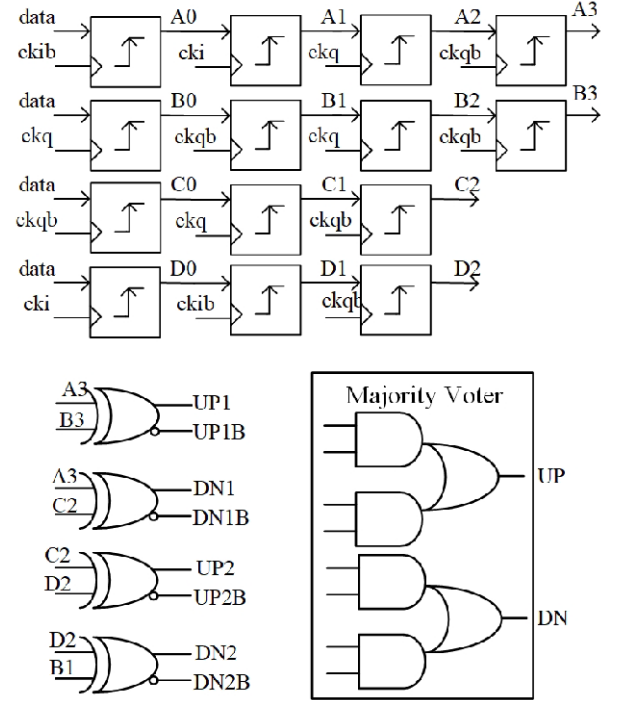 data A0 A1 A2 A3
ckib cki ckq ckqb
data B0 B1 B2 B3
ckq ckqb ckq ckqb
data C0 C1 C2
ckqb ckq ckqb
data D0 D1 D2
cki ckib ckqb
A3 UP1
B3 UP1B
A3 DN1
C2 DN1B
C2 UP2
D2 UP2B
D2 DN2
B1 DN2B
Majority Voter
UP
DN